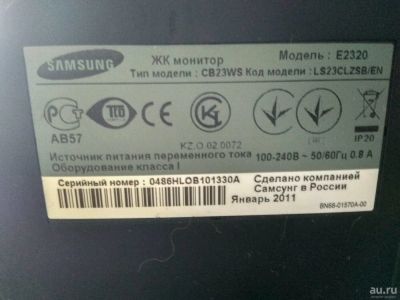 SAMSUNG
ЖК монитор
Модель : E2320
Тип модели : CB23WS Код модели : LS23CLZSB/EN
АВ57
TCO
KZ.O.02.0072
IP20
Источник питания переменного тока 100-240В ~ 50/60Гц 0.8 А
Оборудование класса I
Серийный номер : 0486HLOB101330A
Сделано компанией
Самсунг в России
Январь 2011
BN68-01570A-00
au.ru